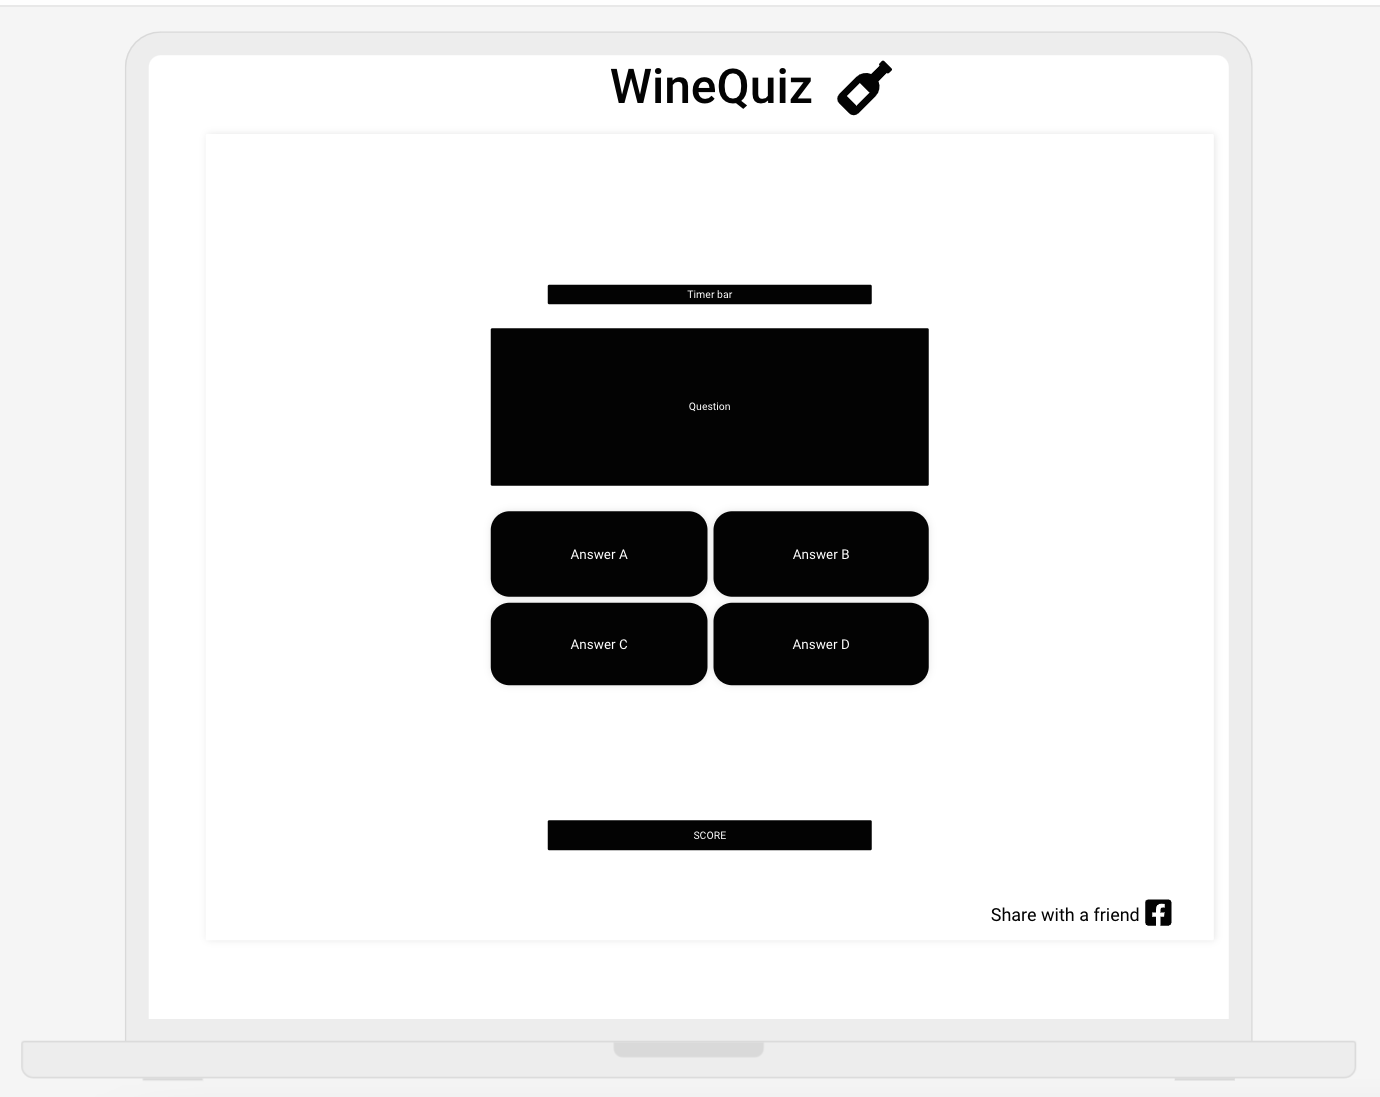 WineQuiz
Timer bar
Question
Answer A
Answer B
Answer C
Answer D
SCORE
Share with a friend